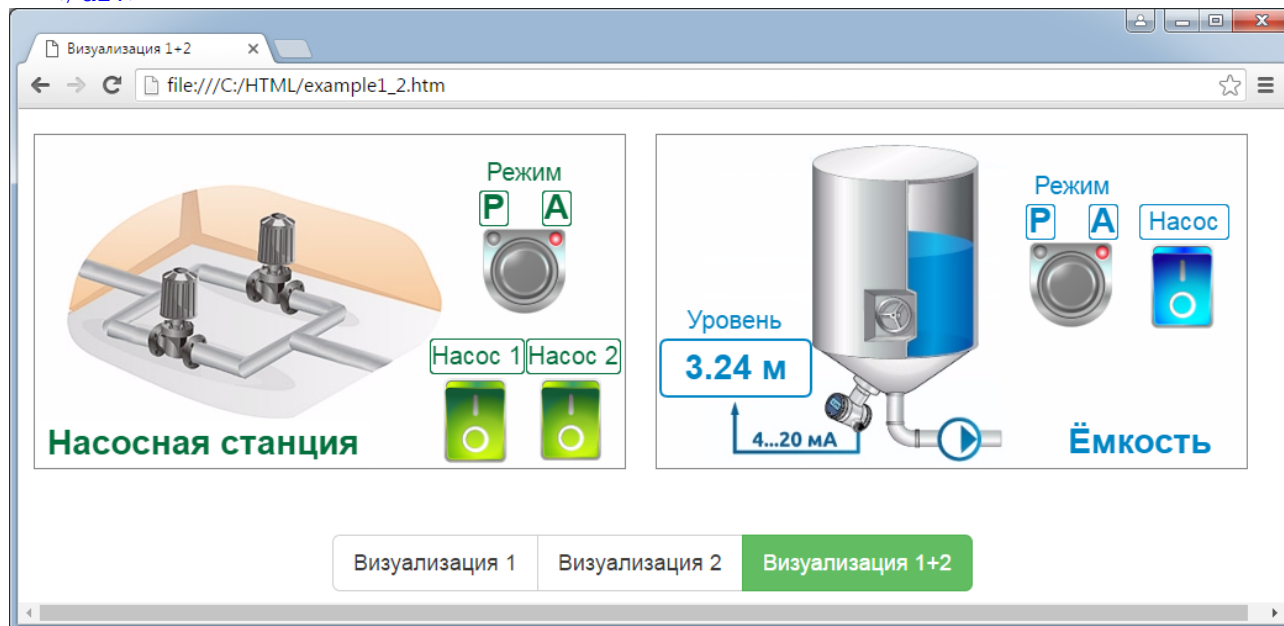 Визуализация 1+2
file:///C:/HTML/example1_2.htm
Режим
Р А
Насос 1 Насос 2
Насосная станция
Режим
Р А Насос
Уровень
3.24 м
4...20 мА
Ёмкость
Визуализация 1 Визуализация 2 Визуализация 1+2